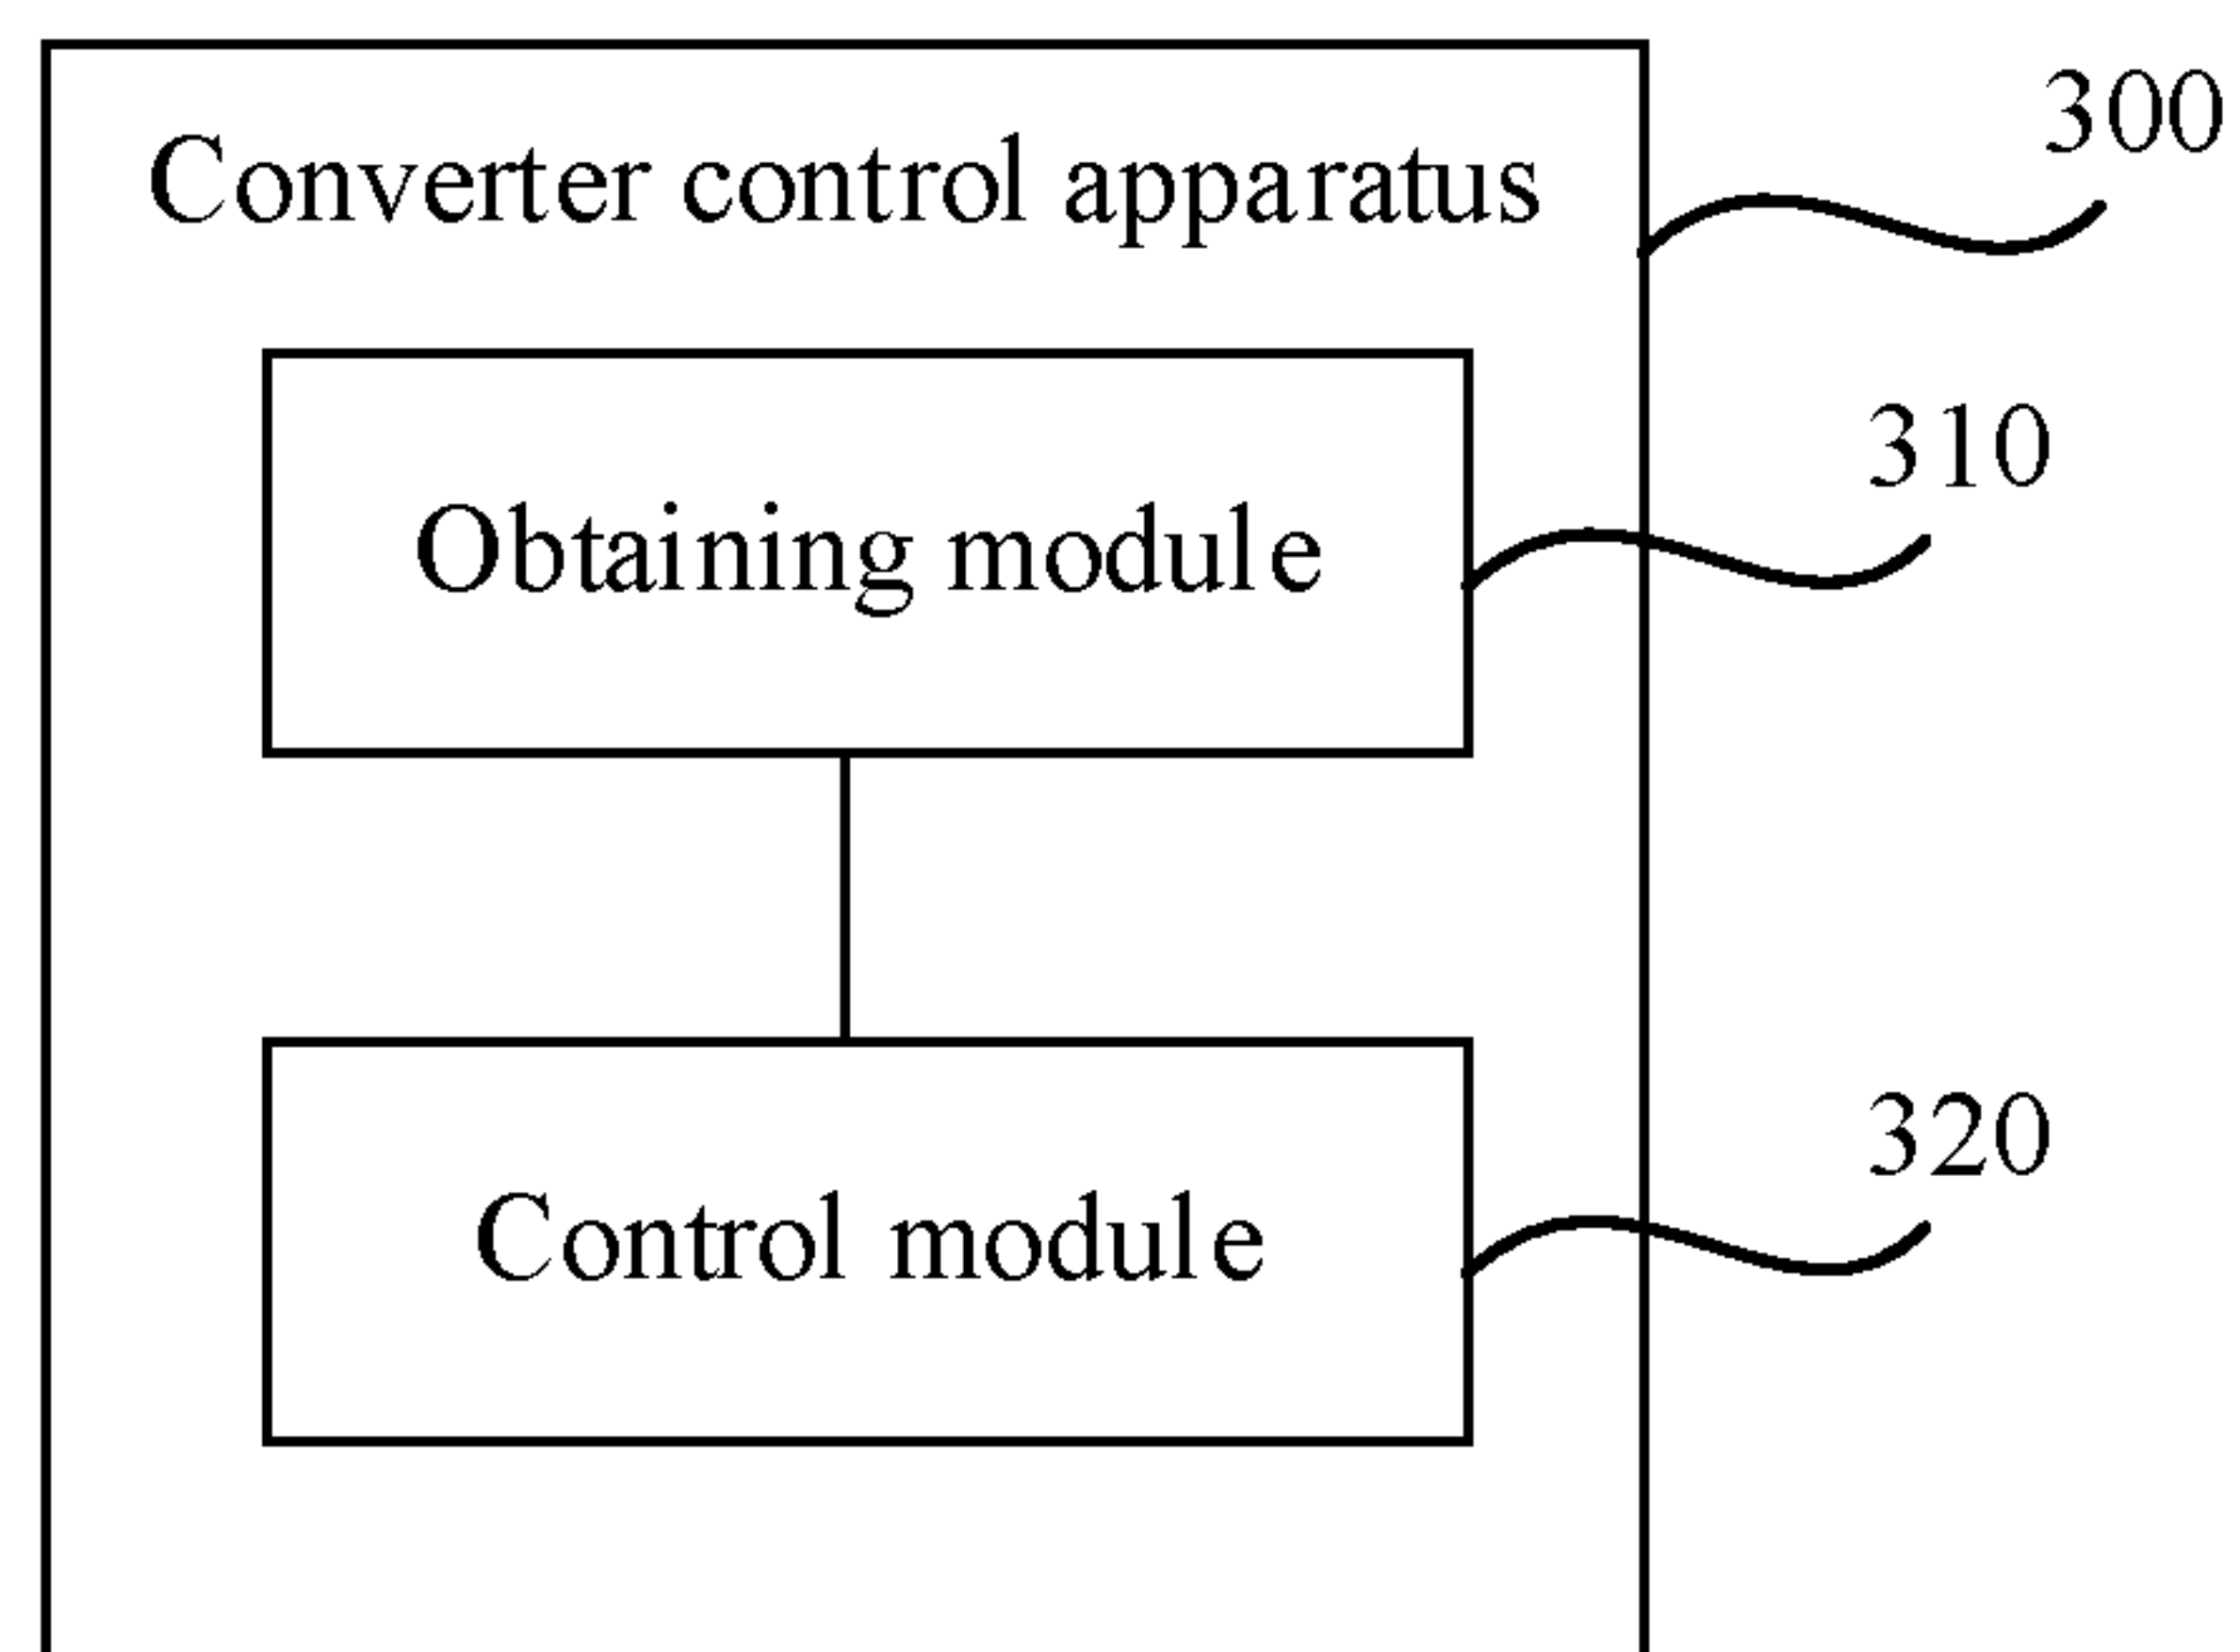 300
Converter control apparatus
310
Obtaining module
320
Control module